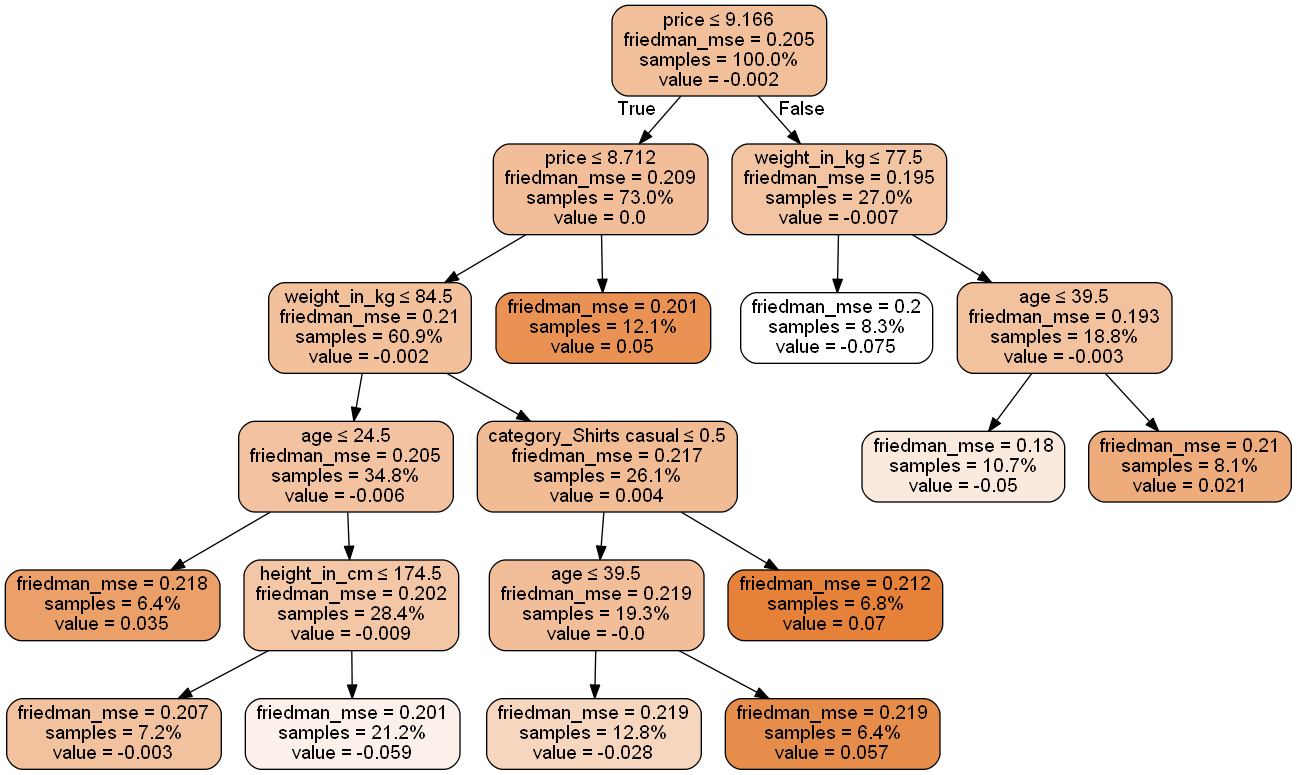 price ≤ 9.166
friedman_mse = 0.205
samples = 100.0%
value = -0.002
True
False
price ≤ 8.712
friedman_mse = 0.209
samples = 73.0%
value = 0.0
weight_in_kg ≤ 77.5
friedman_mse = 0.195
samples = 27.0%
value = -0.007
weight_in_kg ≤ 84.5
friedman_mse = 0.21
samples = 60.9%
value = -0.002
friedman_mse = 0.201
samples = 12.1%
value = 0.05
friedman_mse = 0.2
samples = 8.3%
value = -0.075
age ≤ 39.5
friedman_mse = 0.193
samples = 18.8%
value = -0.003
age ≤ 24.5
friedman_mse = 0.205
samples = 34.8%
value = -0.006
category_Shirts casual ≤ 0.5
friedman_mse = 0.217
samples = 26.1%
value = 0.004
friedman_mse = 0.18
samples = 10.7%
value = -0.05
friedman_mse = 0.21
samples = 8.1%
value = 0.021
friedman_mse = 0.218
samples = 6.4%
value = 0.035
height_in_cm ≤ 174.5
friedman_mse = 0.202
samples = 28.4%
value = -0.009
age ≤ 39.5
friedman_mse = 0.219
samples = 19.3%
value = -0.0
friedman_mse = 0.212
samples = 6.8%
value = 0.07
friedman_mse = 0.207
samples = 7.2%
value = -0.003
friedman_mse = 0.201
samples = 21.2%
value = -0.059
friedman_mse = 0.219
samples = 12.8%
value = -0.028
friedman_mse = 0.219
samples = 6.4%
value = 0.057